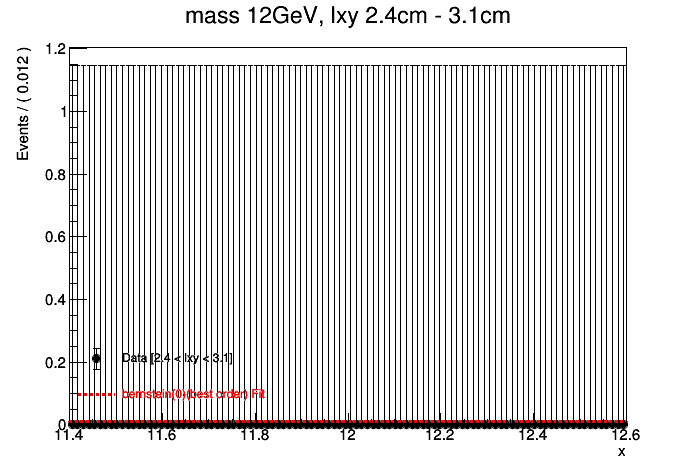 mass 12GeV, lxy 2.4cm - 3.1cm
Events / ( 0.012 )
1.2
1
0.8
0.6
0.4
0.2
0
Data [2.4 < lxy < 3.1]
bernstein[0](best order) Fit
11.4 11.6 11.8 12 12.2 12.4 12.6
x